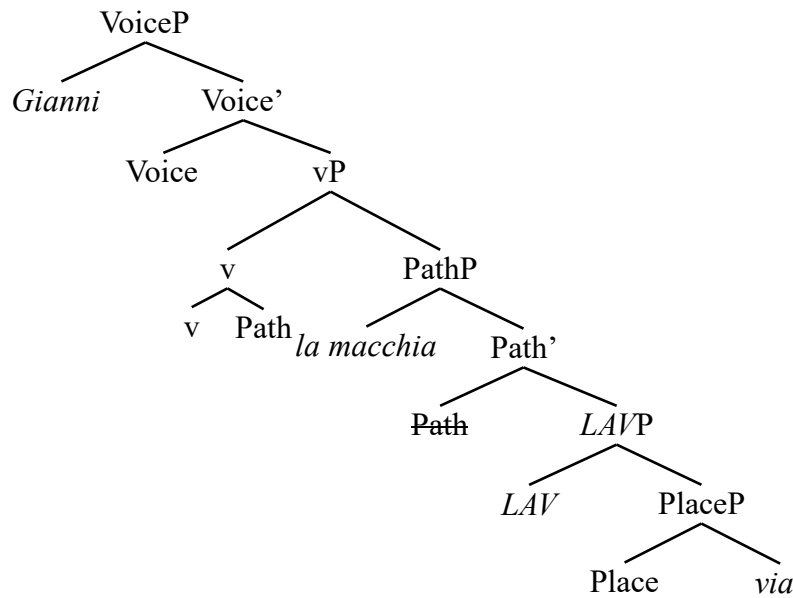 VoiceP
Gianni Voice’
Voice vP
v PathP
v Path la macchia Path’
Path LAVP
LAV PlaceP
Place via